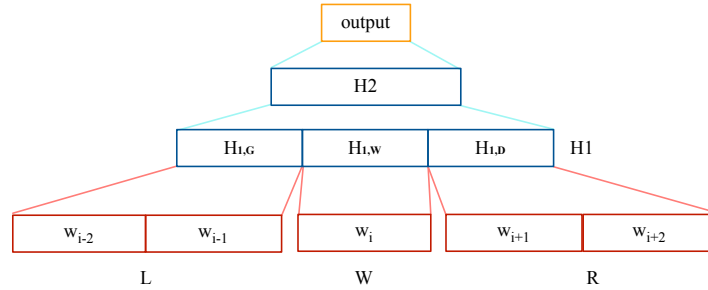 output
H2
H1,G H1,W H1,D H1
wi-2 wi-1 wi wi+1 wi+2
L W R